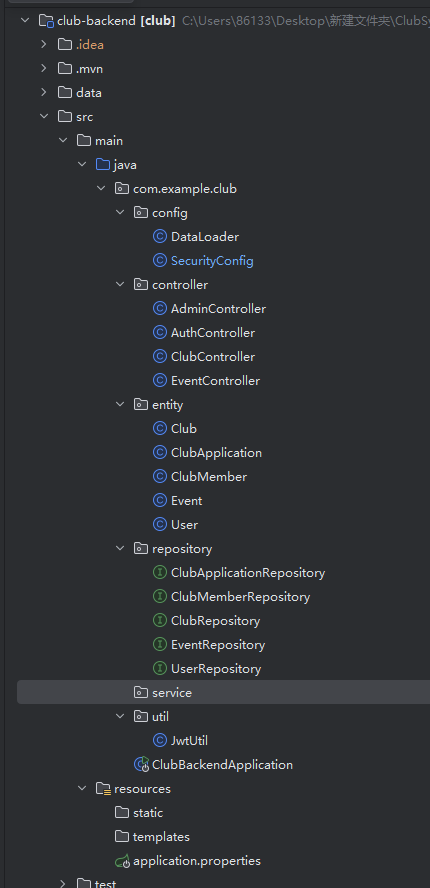 club-backend [club] C:\Users\86133\Desktop\新建文件夹\ClubSy
.idea
.mvn
data
src
main
java
com.example.club
config
DataLoader
SecurityConfig
controller
AdminController
AuthController
ClubController
EventController
entity
Club
ClubApplication
ClubMember
Event
User
repository
ClubApplicationRepository
ClubMemberRepository
ClubRepository
EventRepository
UserRepository
service
util
JwtUtil
ClubBackendApplication
resources
static
templates
application.properties
test